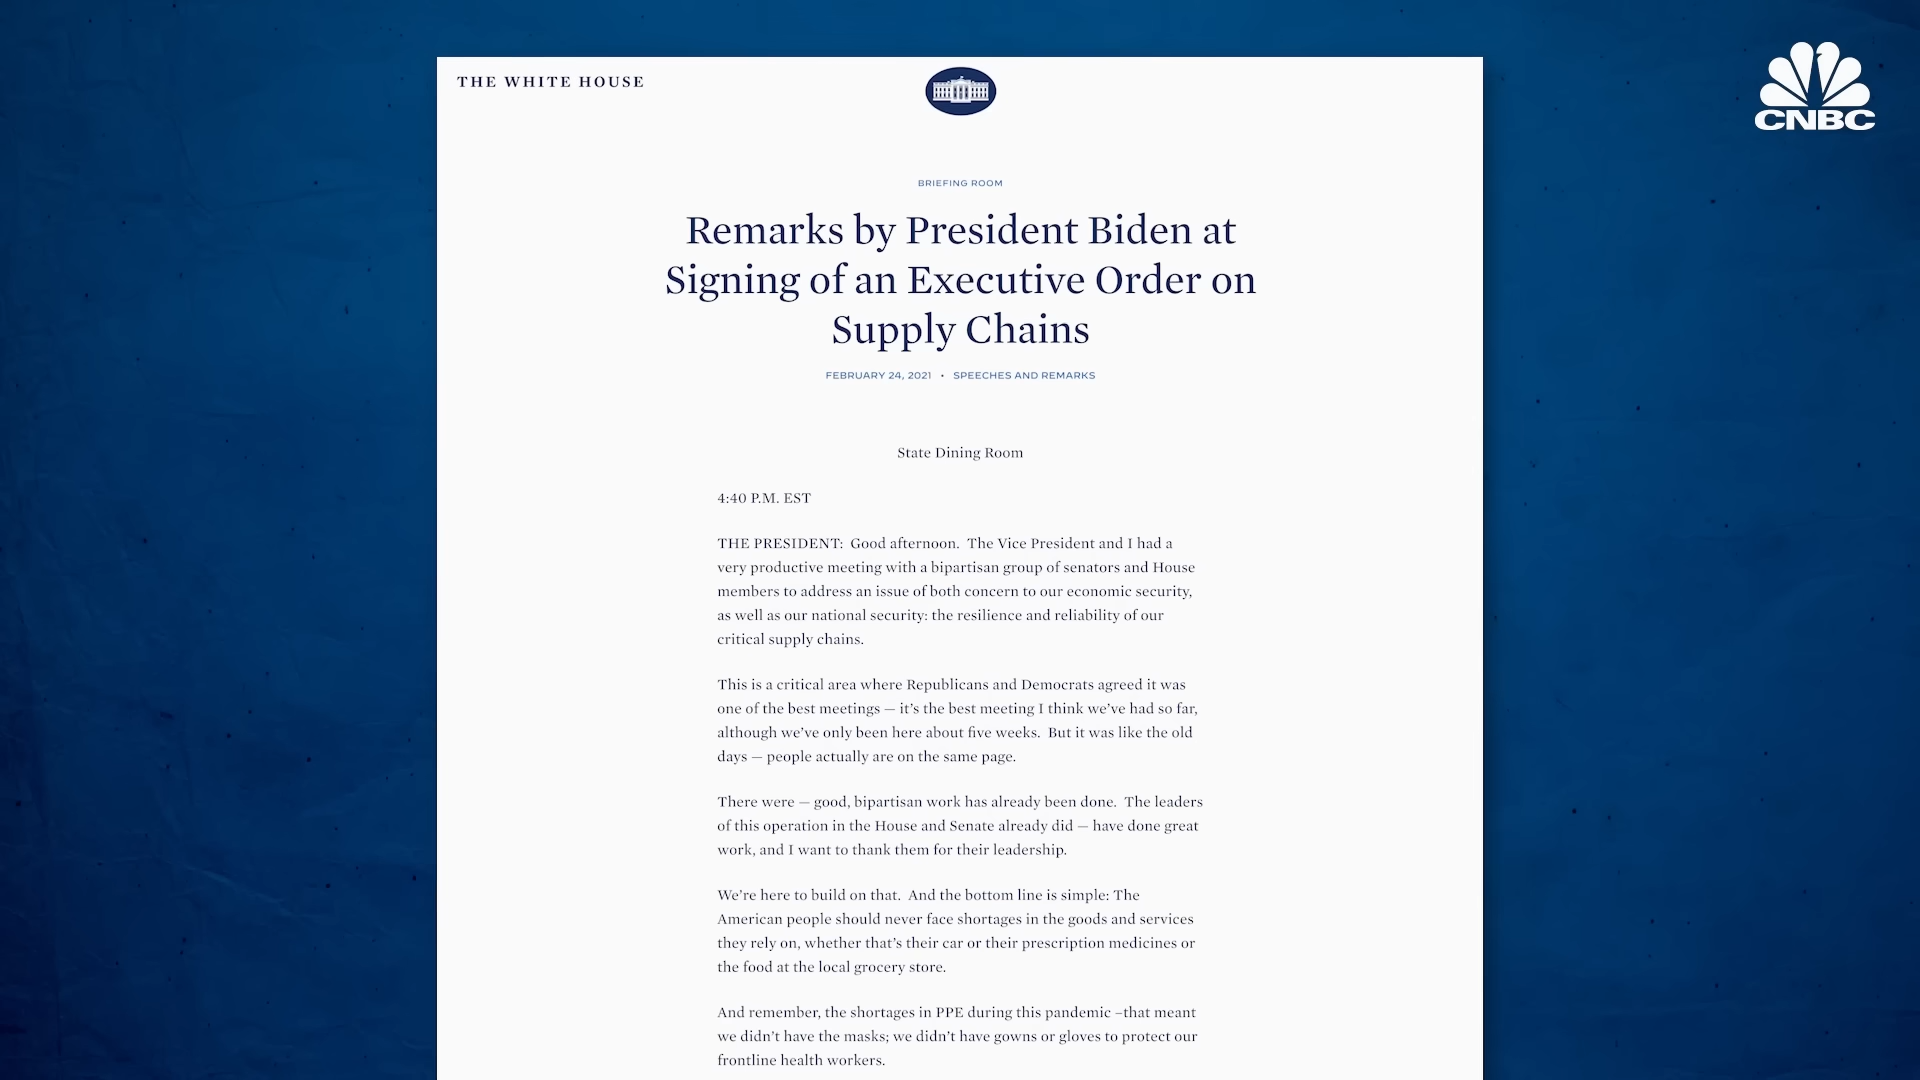 THE WHITE HOUSE
CNBC
BRIEFING ROOM
Remarks by President Biden at
Signing of an Executive Order on
Supply Chains
FEBRUARY 24, 2021 • SPEECHES AND REMARKS
State Dining Room
4:40 P.M. EST
THE PRESIDENT:  Good afternoon.  The Vice President and I had a
very productive meeting with a bipartisan group of senators and House
members to address an issue of both concern to our economic security,
as well as our national security: the resilience and reliability of our
critical supply chains.
This is a critical area where Republicans and Democrats agreed it was
one of the best meetings — it’s the best meeting I think we’ve had so far,
although we’ve only been here about five weeks.  But it was like the old
days — people actually are on the same page.
There were — good, bipartisan work has already been done.  The leaders
of this operation in the House and Senate already did — have done great
work, and I want to thank them for their leadership.
We’re here to build on that.  And the bottom line is simple: The
American people should never face shortages in the goods and services
they rely on, whether that’s their car or their prescription medicines or
the food at the local grocery store.
And remember, the shortages in PPE during this pandemic –that meant
we didn’t have the masks; we didn’t have gowns or gloves to protect our
frontline health workers.